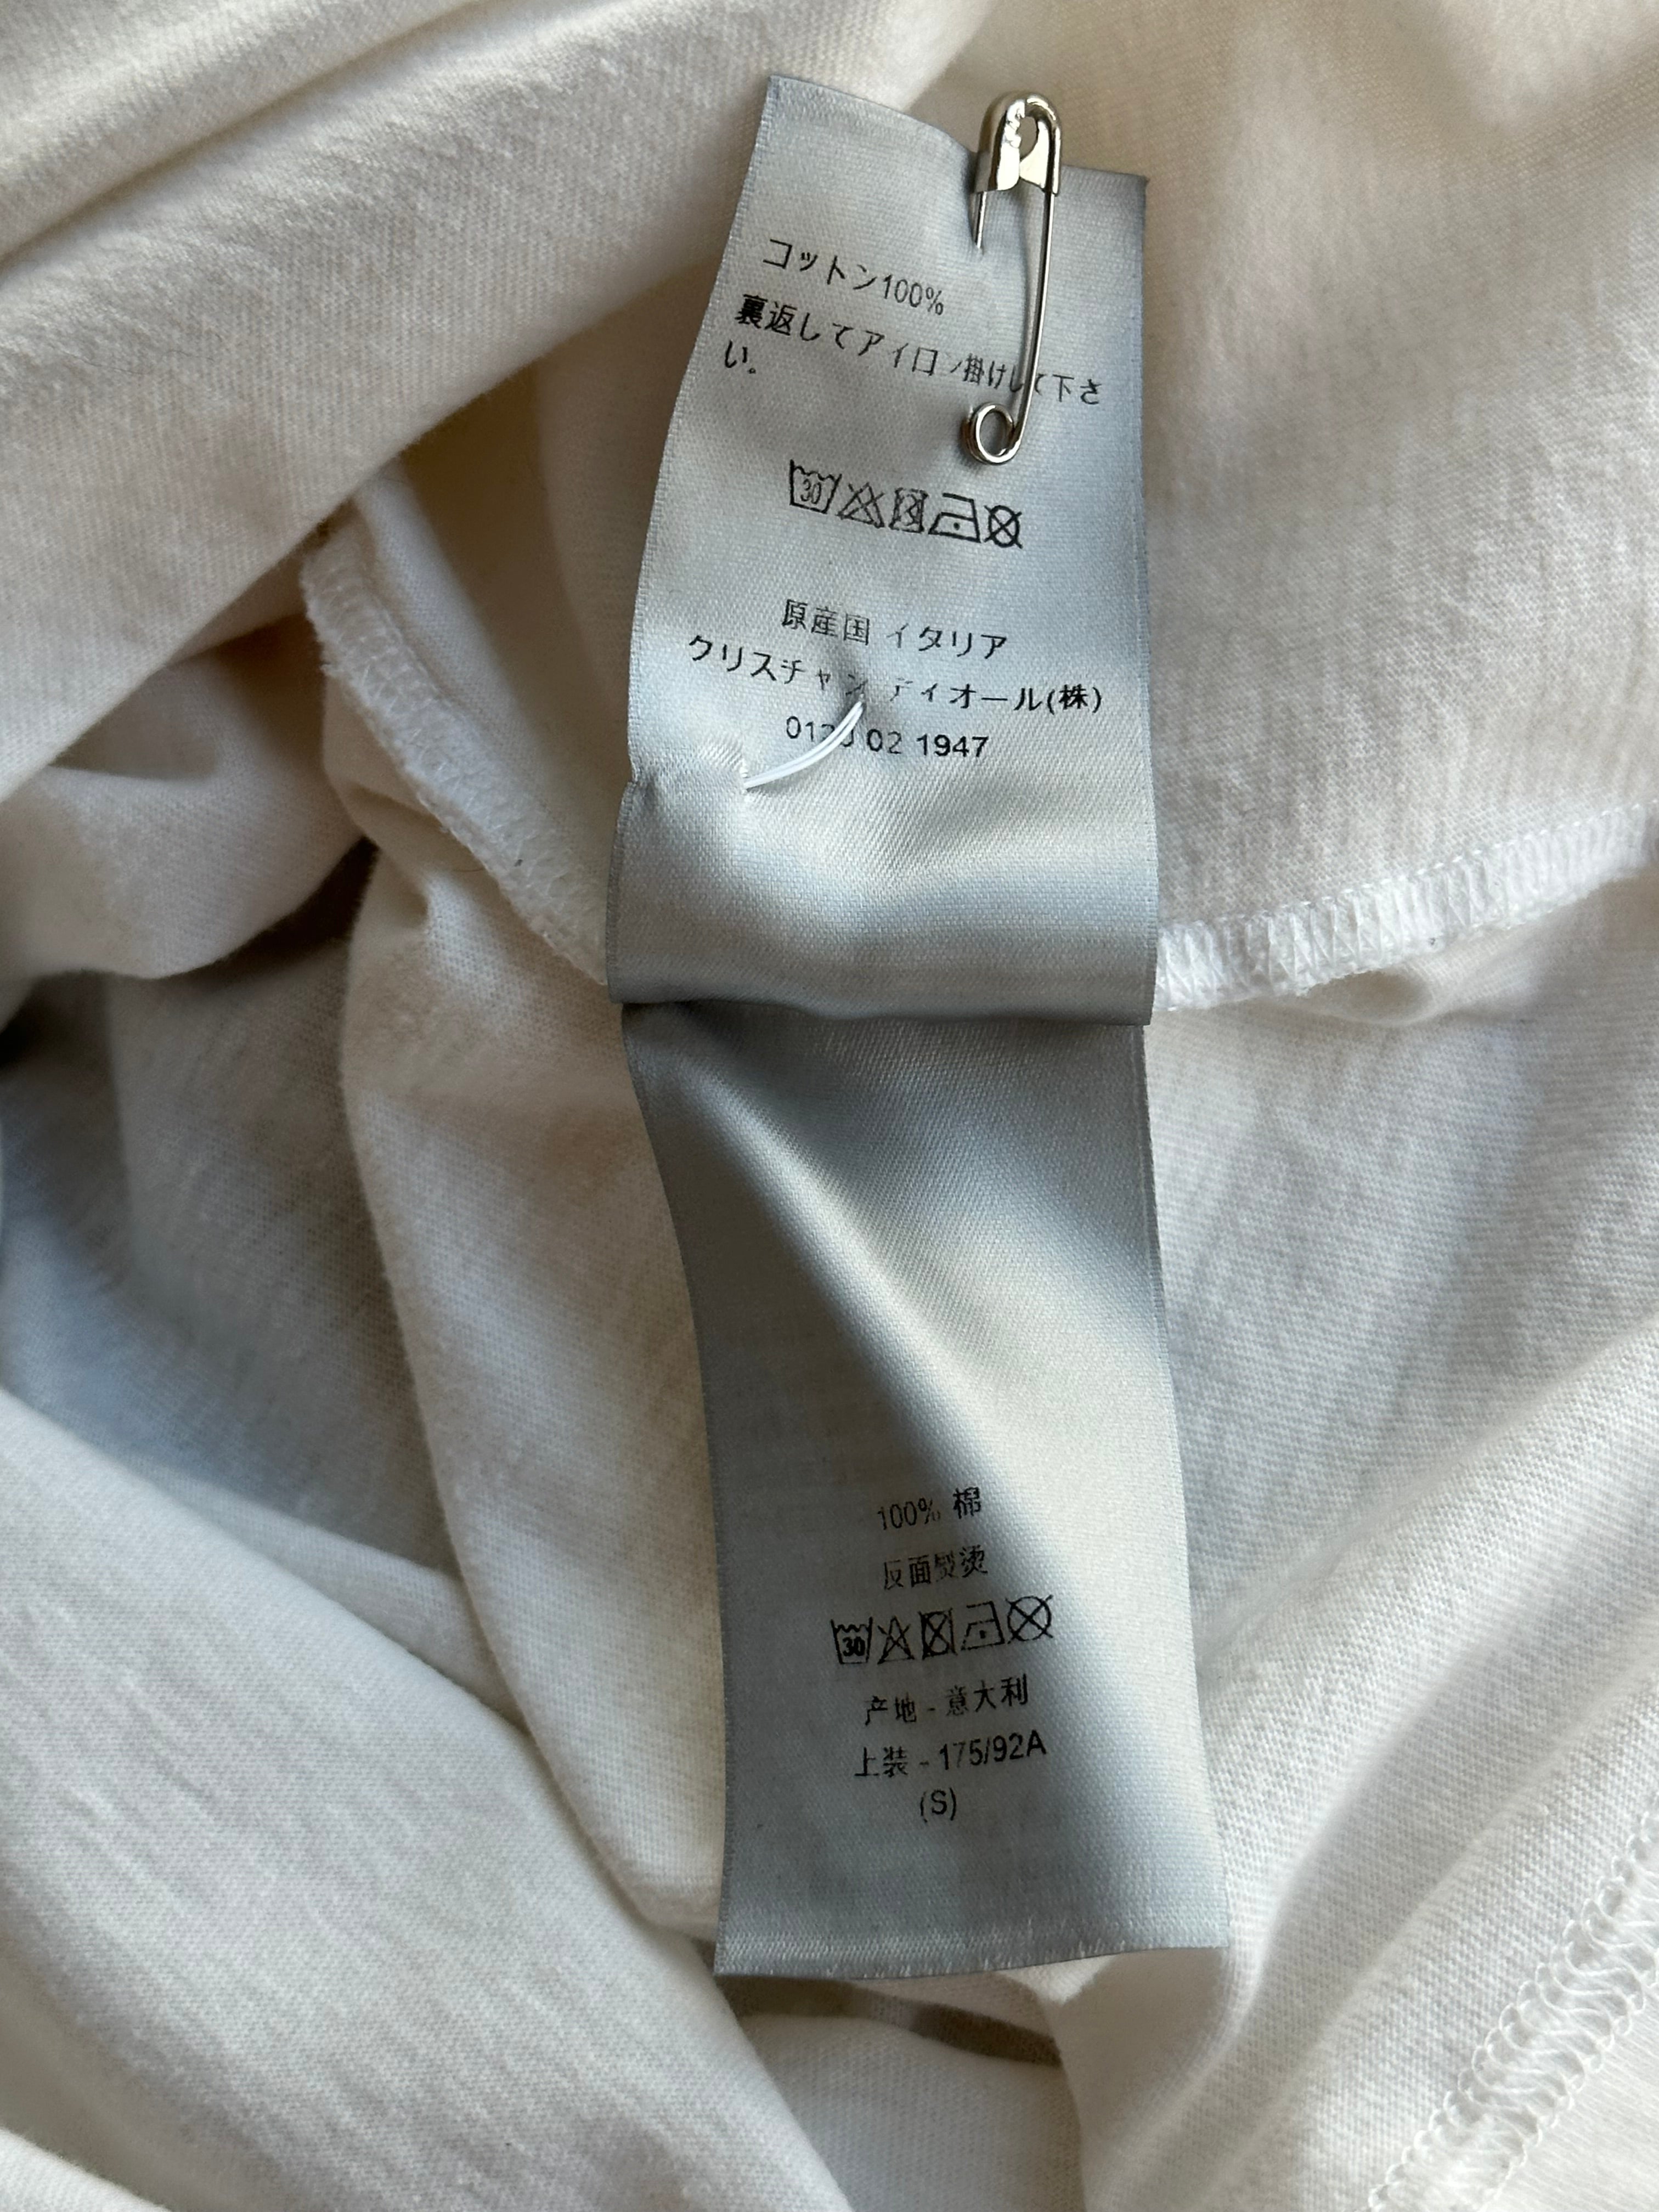 コットン100%
裏返してアイロン掛けして下さ
い。
30
原産国 イタリア
クリスチャン ディオール(株)
02 1947
100% 棉
反面熨烫
30
产地 - 意大利
上装 - 175/92A
(S)